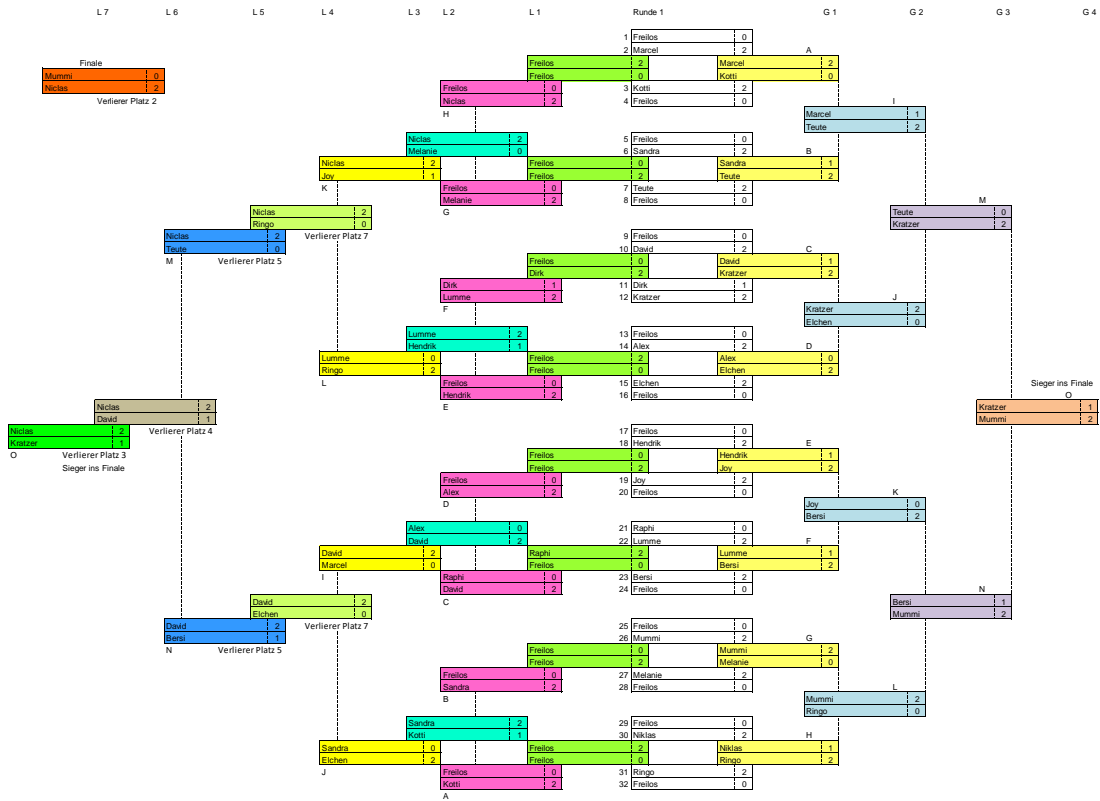 L 7 L 6 L 5 L 4 L 3 L 2 L 1 Runde 1 G 1 G 2 G 3 G 4
1 Freilos 0
2 Marcel 2 A
Finale Freilos 2 Marcel 2
Mummi 0 Freilos 0 Kotti 0
Niclas 2 Freilos 0 3 Kotti 2
Verlierer Platz 2 Niclas 2 4 Freilos 0 I
H Marcel 1
Teute 2
Niclas 2 5 Freilos 0
Melanie 0 6 Sandra 2 B
Niclas 2 Freilos 0 Sandra 1
Joy 1 Freilos 2 Teute 2
K Freilos 0 7 Teute 2
Melanie 2 8 Freilos 0 M
Niclas 2 G Teute 0
Ringo 0 Kratzer 2
Niclas 2 Verlierer Platz 7 9 Freilos 0
Teute 0 10 David 2 C
M Verlierer Platz 5 Freilos 0 David 1
Dirk 2 Kratzer 2
Dirk 1 11 Dirk 1
Lumme 2 12 Kratzer 2 J
F Kratzer 2
Elchen 0
Lumme 2 13 Freilos 0
Hendrik 1 14 Alex 2 D
Lumme 0 Freilos 2 Alex 0
Ringo 2 Freilos 0 Elchen 2
L Freilos 0 15 Elchen 2 Sieger ins Finale
Hendrik 2 16 Freilos 0 O
Niclas 2 E Kratzer 1
David 1 Mummi 2
Niclas 2 Verlierer Platz 4 17 Freilos 0
Kratzer 1 18 Hendrik 2 E
O Verlierer Platz 3 Freilos 0 Hendrik 1
Sieger ins Finale Freilos 2 Joy 2
Freilos 0 19 Joy 2
Alex 2 20 Freilos 0 K
D Joy 0
Bersi 2
Alex 0 21 Raphi 0
David 2 22 Lumme 2 F
David 2 Raphi 2 Lumme 1
Marcel 0 Freilos 0 Bersi 2
I Raphi 0 23 Bersi 2
David 2 24 Freilos 0 N
David 2 C Bersi 1
Elchen 0 Mummi 2
David 2 Verlierer Platz 7 25 Freilos 0
Bersi 1 26 Mummi 2 G
N Verlierer Platz 5 Freilos 0 Mummi 2
Freilos 2 Melanie 0
Freilos 0 27 Melanie 2
Sandra 2 28 Freilos 0 L
B Mummi 2
Ringo 0
Sandra 2 29 Freilos 0
Kotti 1 30 Niklas 2 H
Sandra 0 Freilos 2 Niklas 1
Elchen 2 Freilos 0 Ringo 2
J Freilos 0 31 Ringo 2
Kotti 2 32 Freilos 0
A